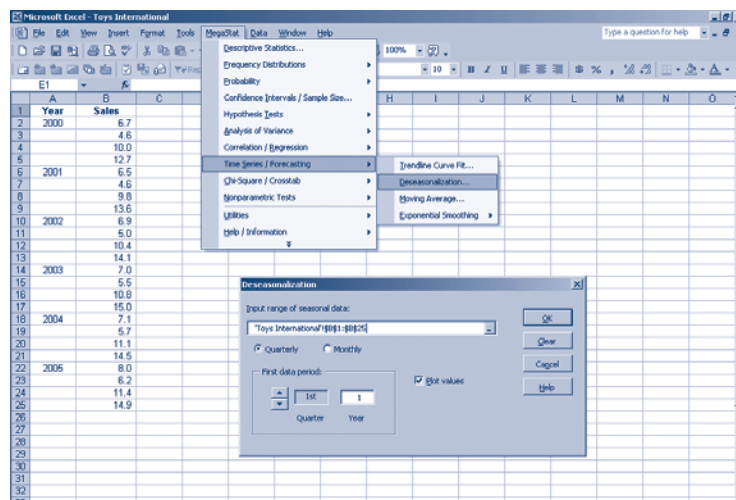 Microsoft Excel - Toys International
File Edit View Insert Format Tools MegaStat Data Window Help
Type a question for help
100%
10 B I U $ % ,
E1 fx
A B C H I J K L M N O
1 Year Sales
2 2000 6.7
3 4.6
4 10.0
5 12.7
6 2001 6.5
7 4.6
8 9.8
9 13.6
10 2002 6.9
11 5.0
12 10.4
13 14.1
14 2003 7.0
15 5.5
16 10.8
17 15.0
18 2004 7.1
19 5.7
20 11.1
21 14.5
22 2005 8.0
23 6.2
24 11.4
25 14.9
26
27
28
29
30
31
32
Descriptive Statistics...
Frequency Distributions
Probability
Confidence Intervals / Sample Size...
Hypothesis Tests
Analysis of Variance
Correlation / Regression
Time Series / Forecasting
Chi-Square / Crosstab
Nonparametric Tests
Utilities
Help / Information
Trendline Curve Fit...
Deseasonalization...
Moving Average...
Exponential Smoothing
Deseasonalization
Input range of seasonal data:
'Toys International'!$B$1:$B$25
Quarterly Monthly
First data period:
1st 1
Quarter Year
Plot values
OK
Clear
Cancel
Help